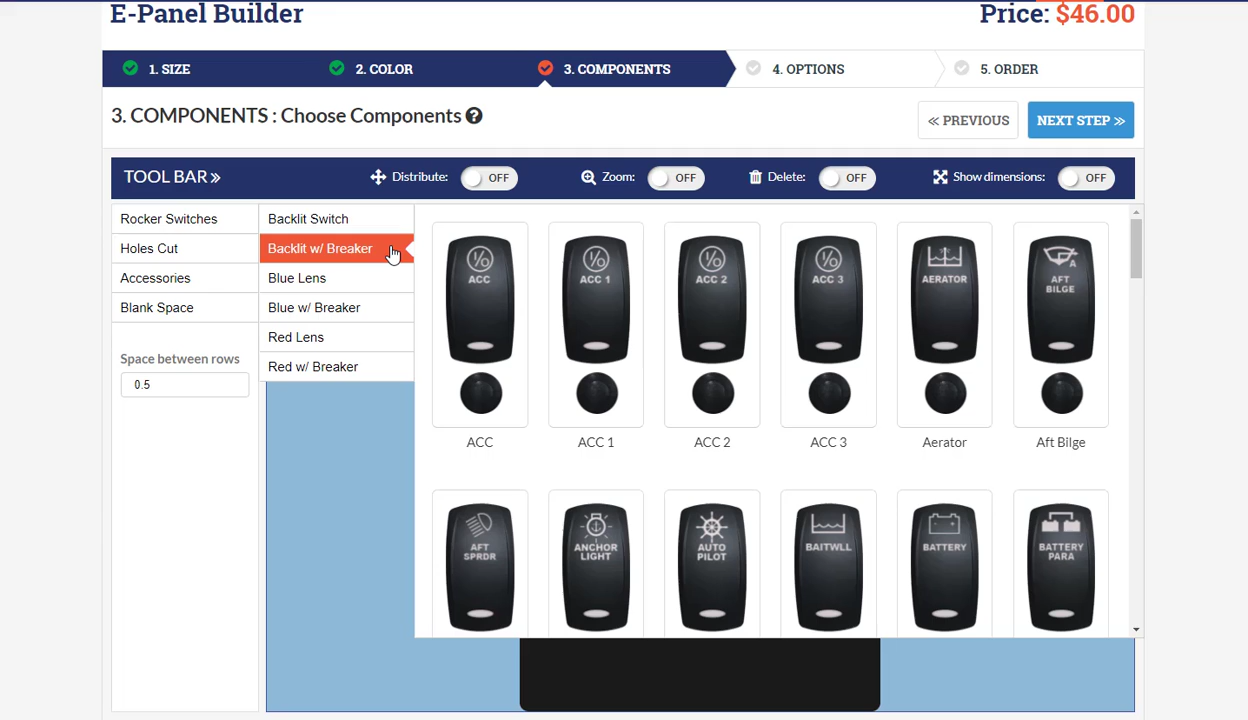 E-Panel Builder
Price: $46.00
1. SIZE
2. COLOR
3. COMPONENTS
4. OPTIONS
5. ORDER
3. COMPONENTS : Choose Components ?
« PREVIOUS
NEXT STEP »
TOOL BAR »
Distribute: OFF
Zoom: OFF
Delete: OFF
Show dimensions: OFF
Rocker Switches
Holes Cut
Accessories
Blank Space
Space between rows
0.5
Backlit Switch
Backlit w/ Breaker
Blue Lens
Blue w/ Breaker
Red Lens
Red w/ Breaker
I/O
ACC
I/O
ACC 1
I/O
ACC 2
I/O
ACC 3
AERATOR
A
AFT
BILGE
ACC
ACC 1
ACC 2
ACC 3
Aerator
Aft Bilge
AFT
SPRDR
ANCHOR
LIGHT
AUTO
PILOT
BAITWLL
BATTERY
BATTERY
PARA